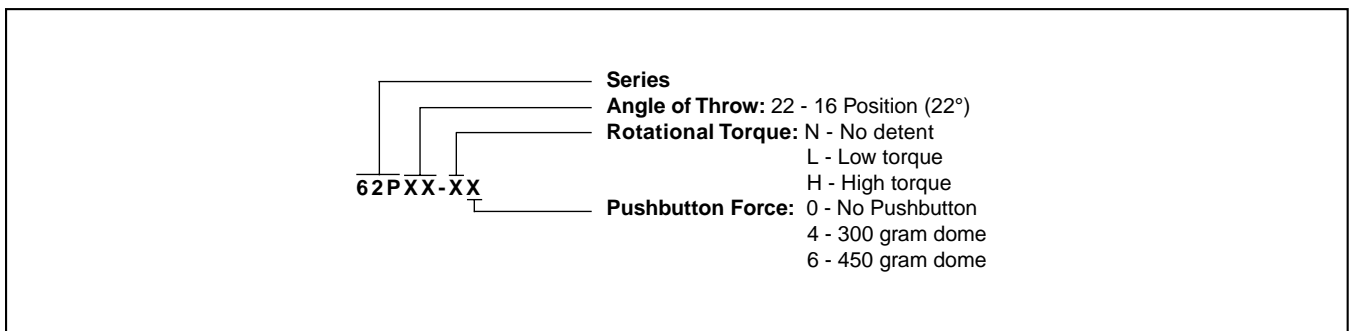 Series
Angle of Throw: 22 - 16 Position (22°)
Rotational Torque: N - No detent
L - Low torque
H - High torque
62PXX-XX
Pushbutton Force: 0 - No Pushbutton
4 - 300 gram dome
6 - 450 gram dome